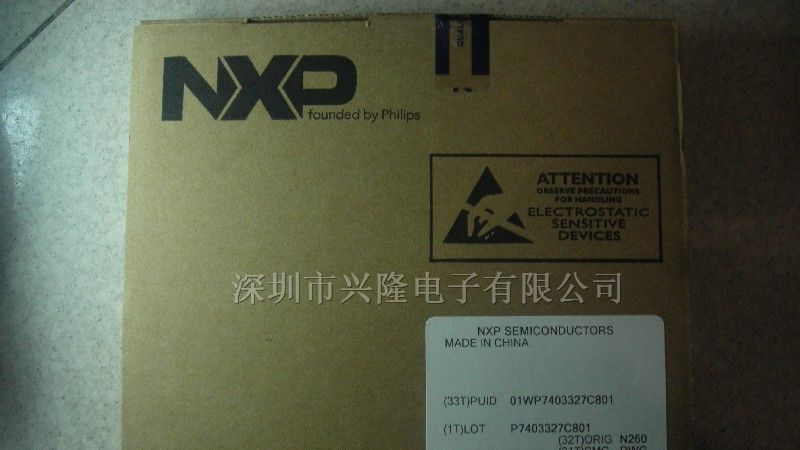 NXP
founded by Philips
QUAL
ATTENTION
OBSERVE PRECAUTIONS
FOR HANDLING
ELECTROSTATIC
SENSITIVE
DEVICES
深圳市兴隆电子有限公司
NXP SEMICONDUCTORS
MADE IN CHINA
(33T)PUID 01WP7403327C801
(1T)LOT P7403327C801
(32T)ORIG N260